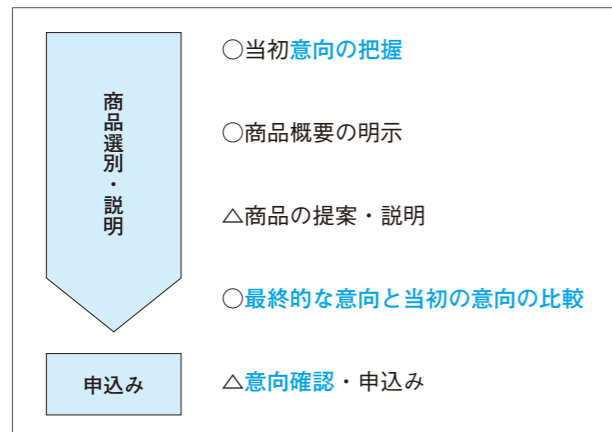 ○当初意向の把握
商品選別・説明
○商品概要の明示
△商品の提案・説明
○最終的な意向と当初の意向の比較
申込み
△意向確認・申込み